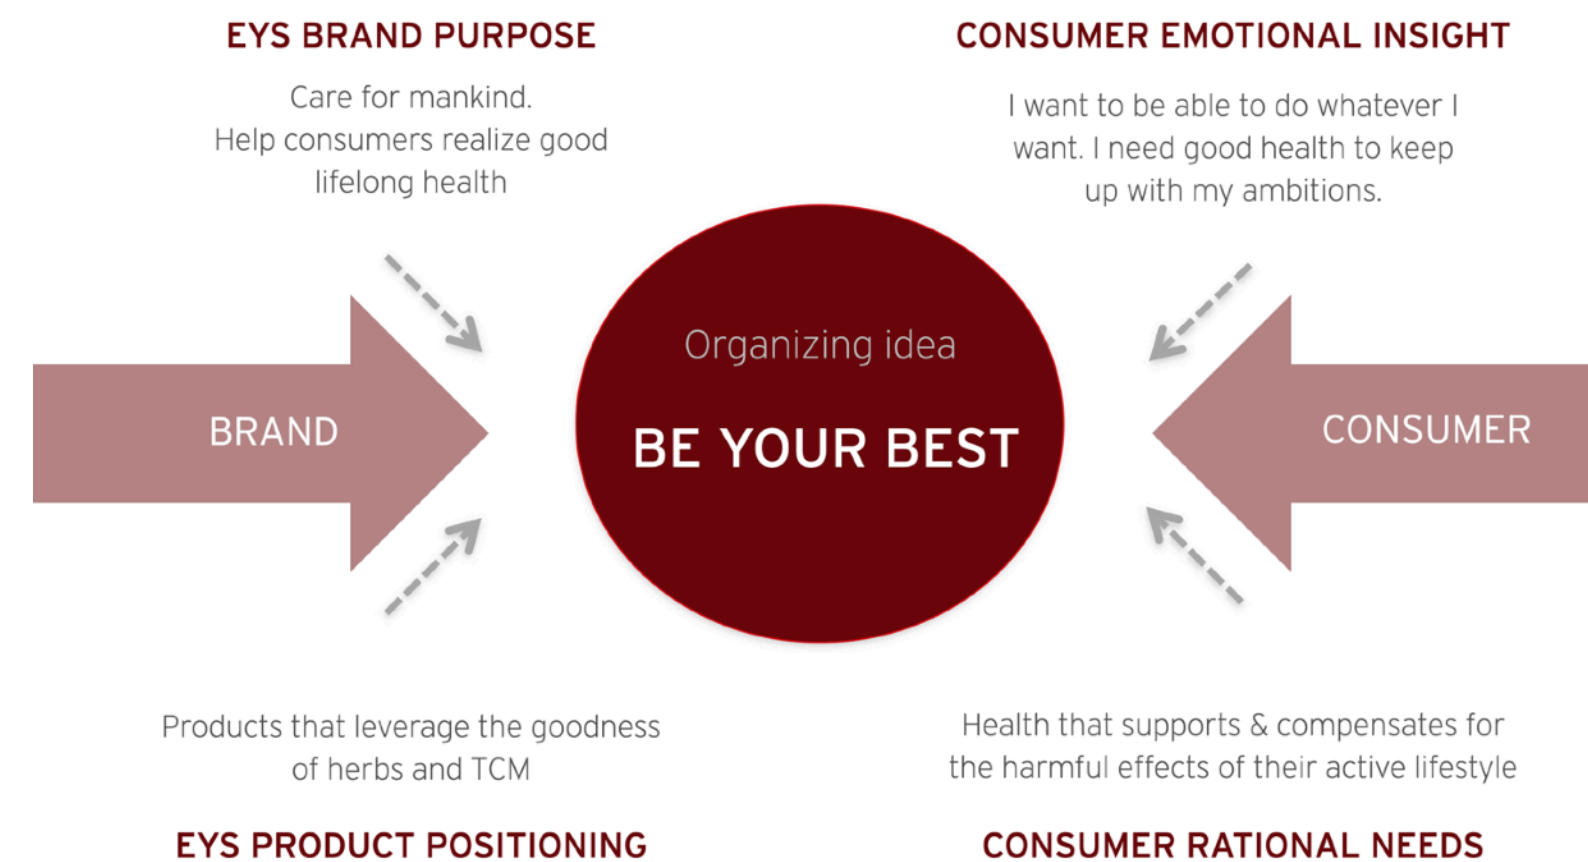 EYS BRAND PURPOSE
Care for mankind.
Help consumers realize good
lifelong health
CONSUMER EMOTIONAL INSIGHT
I want to be able to do whatever I
want. I need good health to keep
up with my ambitions.
BRAND
Organizing idea
BE YOUR BEST
CONSUMER
Products that leverage the goodness
of herbs and TCM
EYS PRODUCT POSITIONING
Health that supports & compensates for
the harmful effects of their active lifestyle
CONSUMER RATIONAL NEEDS